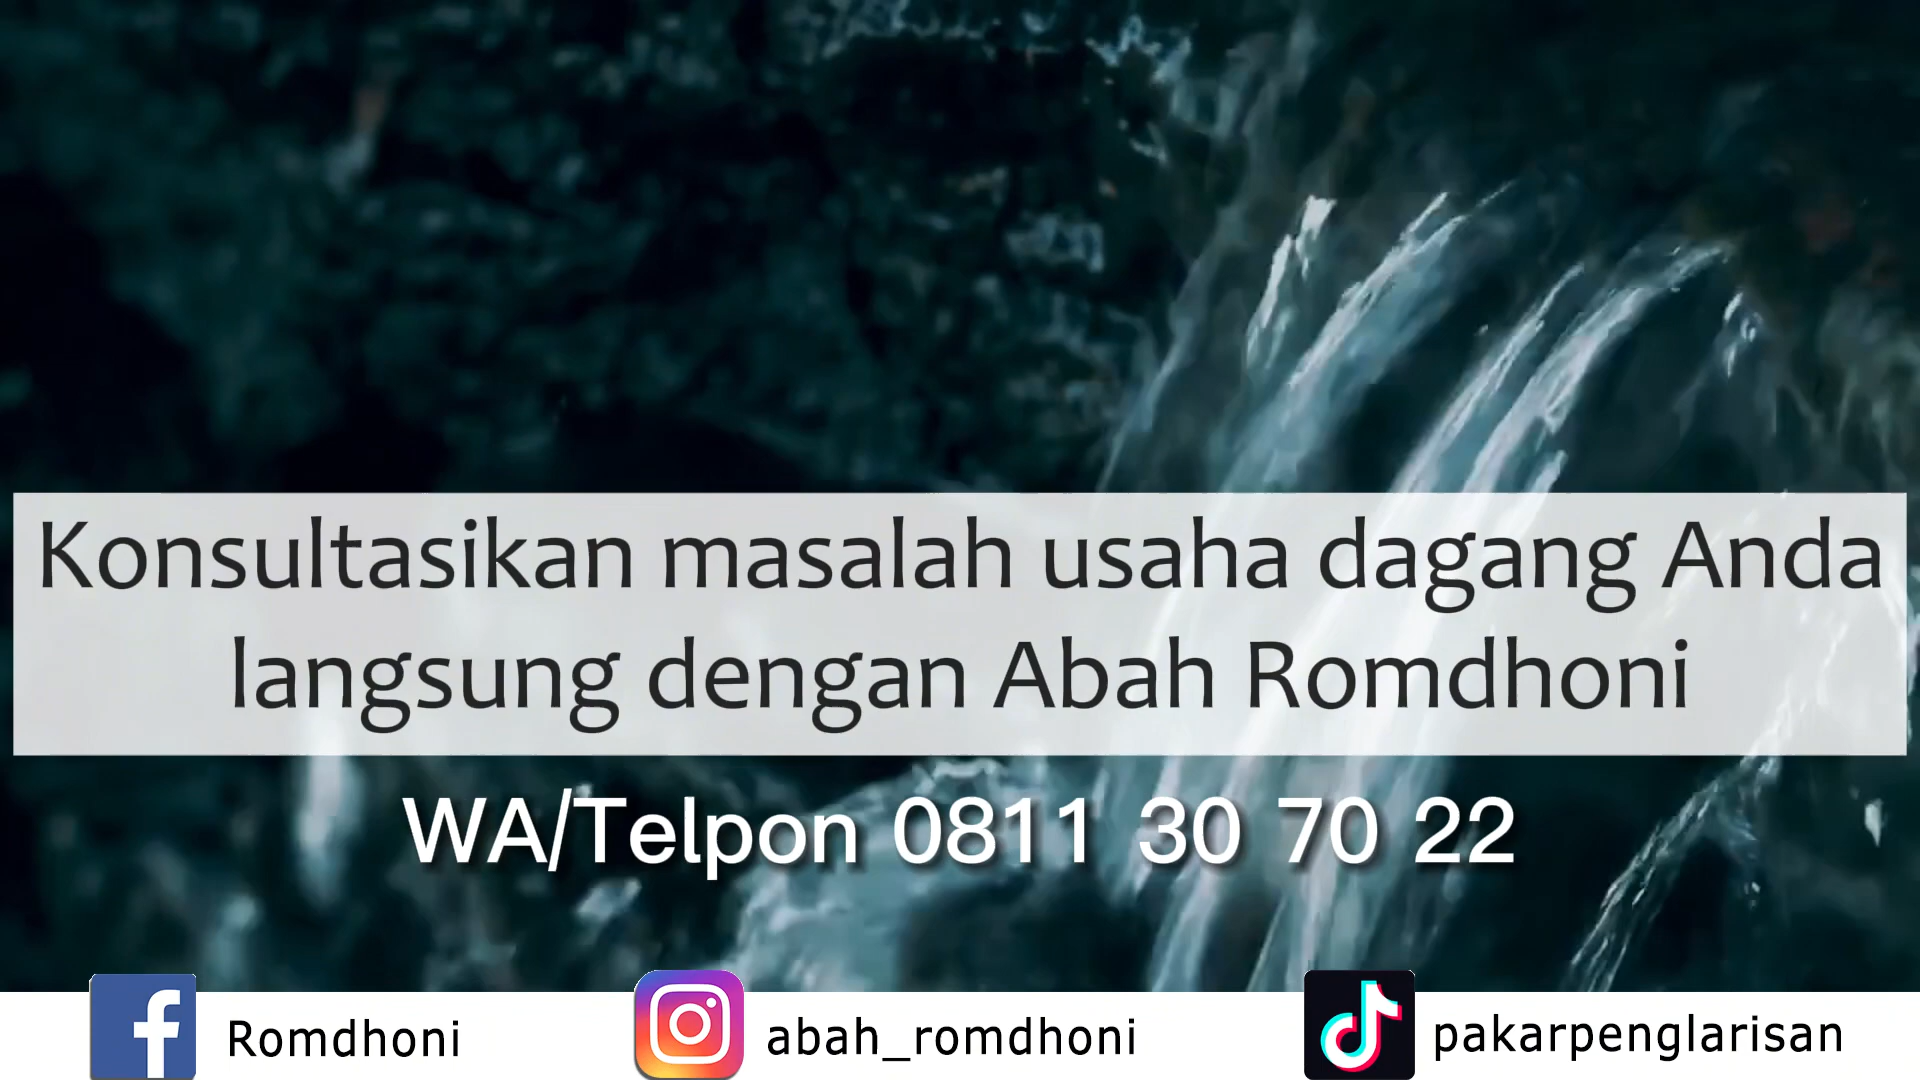 Konsultasikan masalah usaha dagang Anda
langsung dengan Abah Romdhoni
WA/Telpon 0811 30 70 22
Romdhoni
abah_romdhoni
pakarpenglarisan